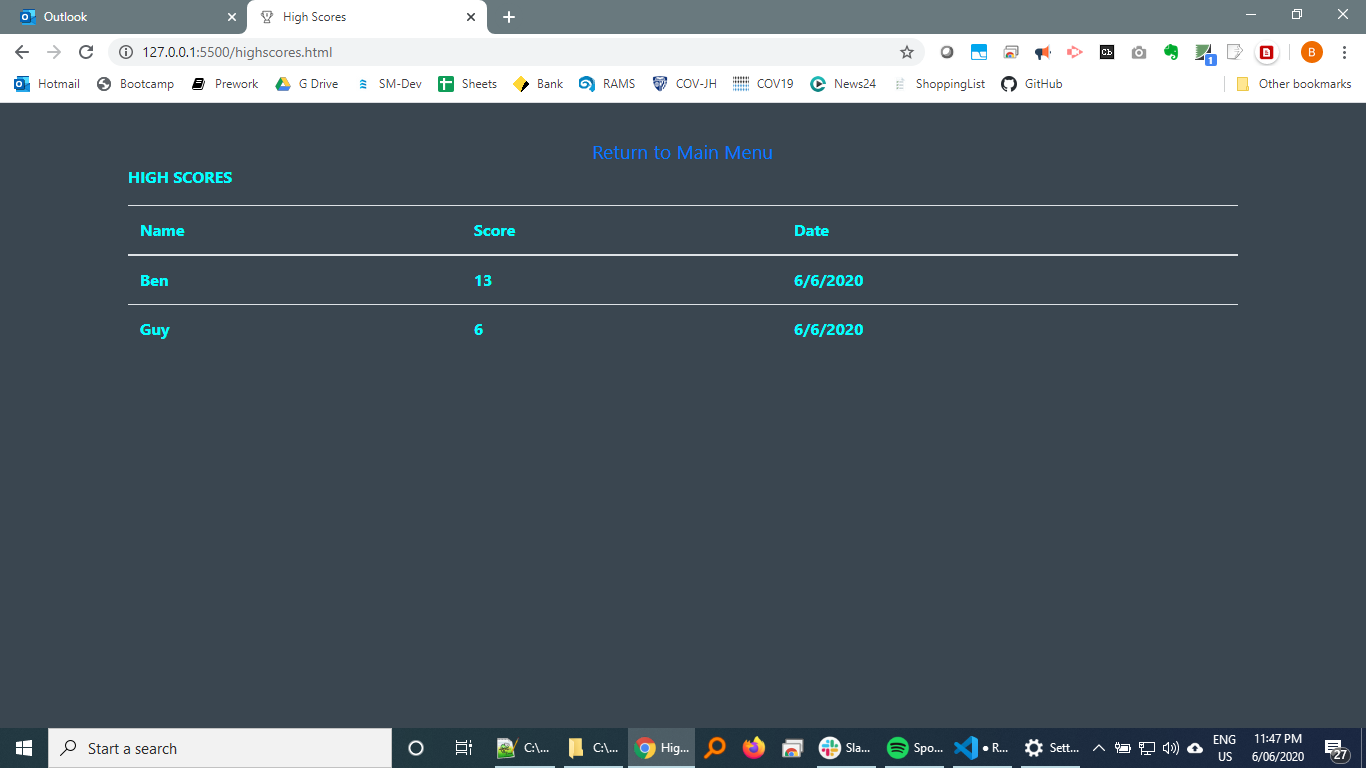 Outlook
High Scores
127.0.0.1:5500/highscores.html
B
Cb
1
Hotmail Bootcamp Prework G Drive SM-Dev Sheets Bank RAMS COV-JH COV19 News24 ShoppingList GitHub Other bookmarks
Return to Main Menu
HIGH SCORES
Name Score Date
Ben 13 6/6/2020
Guy 6 6/6/2020
Start a search
C:\... C:\... Hig... Sla... Spo... ● R... Sett...
ENG
US
11:47 PM
6/06/2020
27